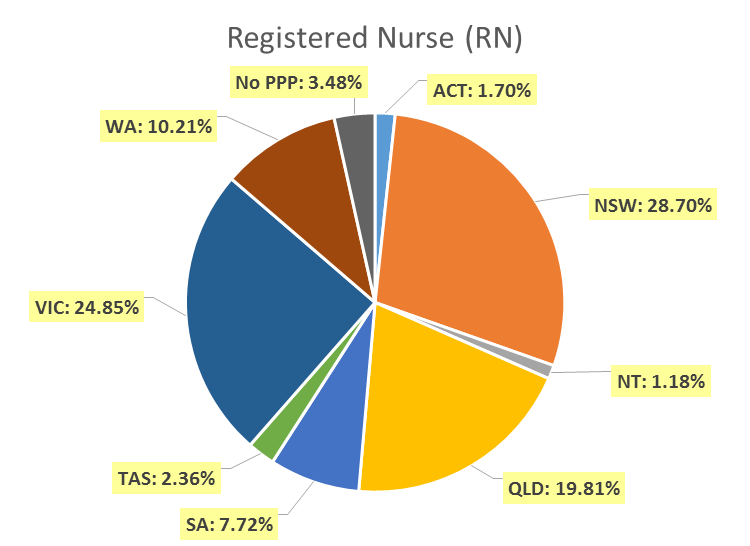 Registered Nurse (RN)
No PPP: 3.48%
ACT: 1.70%
WA: 10.21%
NSW: 28.70%
VIC: 24.85%
NT: 1.18%
TAS: 2.36%
QLD: 19.81%
SA: 7.72%